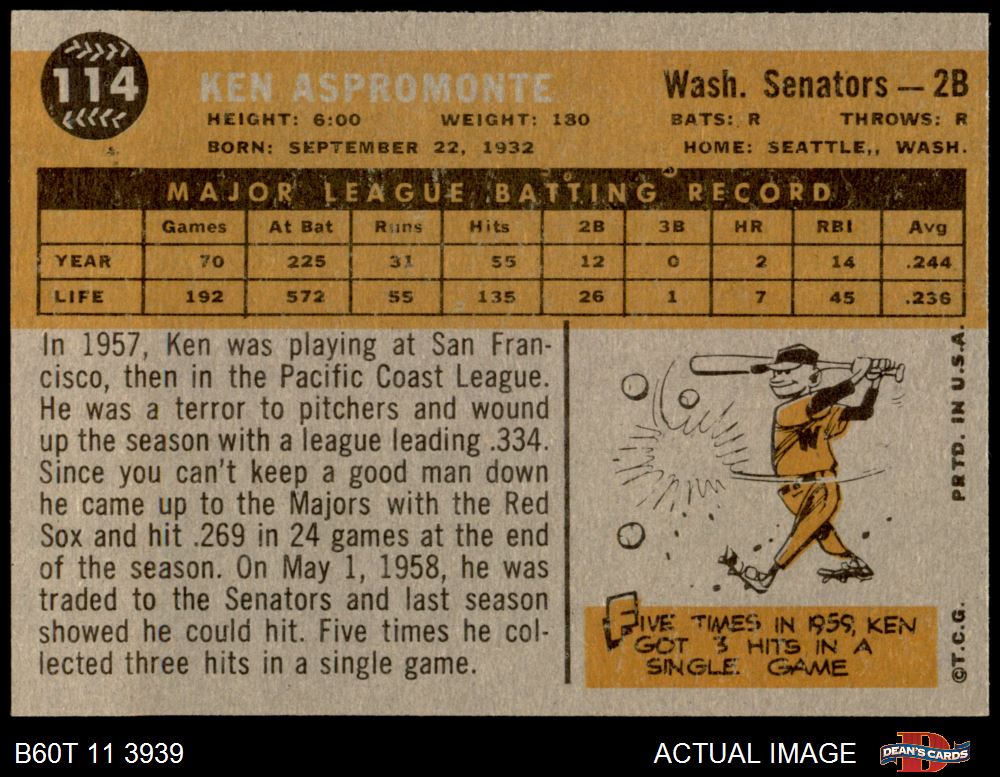 114
KEN ASPROMONTE
Wash. Senators — 2B
HEIGHT: 6:00 WEIGHT: 180 BATS: R THROWS: R
BORN: SEPTEMBER 22, 1932 HOME: SEATTLE,, WASH.
MAJOR LEAGUE BATTING RECORD
Games At Bat Runs Hits 2B 3B HR RBI Avg
YEAR 70 225 31 55 12 0 2 14 .244
LIFE 192 572 55 135 26 1 7 45 .236
In 1957, Ken was playing at San Fran-
cisco, then in the Pacific Coast League.
He was a terror to pitchers and wound
up the season with a league leading .334.
Since you can't keep a good man down
he came up to the Majors with the Red
Sox and hit .269 in 24 games at the end
of the season. On May 1, 1958, he was
traded to the Senators and last season
showed he could hit. Five times he col-
lected three hits in a single game.
W
FIVE TIMES IN 1959, KEN
GOT 3 HITS IN A
SINGLE GAME
PRTD. IN U.S.A.
©T.C.G.
B60T 11 3939
ACTUAL IMAGE
D
DEAN'S CARDS